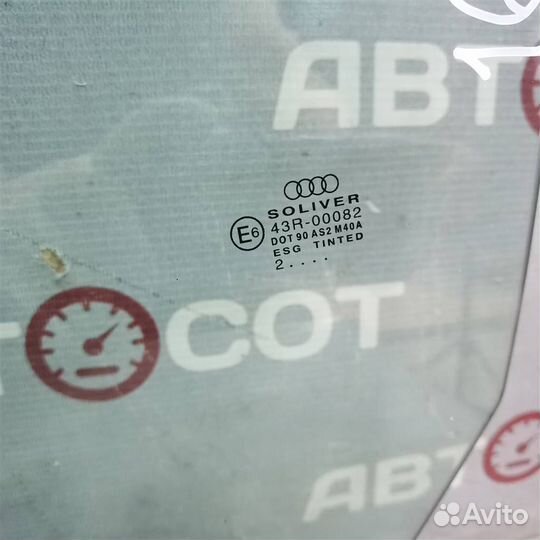 АВТ
SOLIVER
E6 43R-00082
DOT 90 AS2 M40A
ESG TINTED
2....
Т СОТ
АВТ
Avito